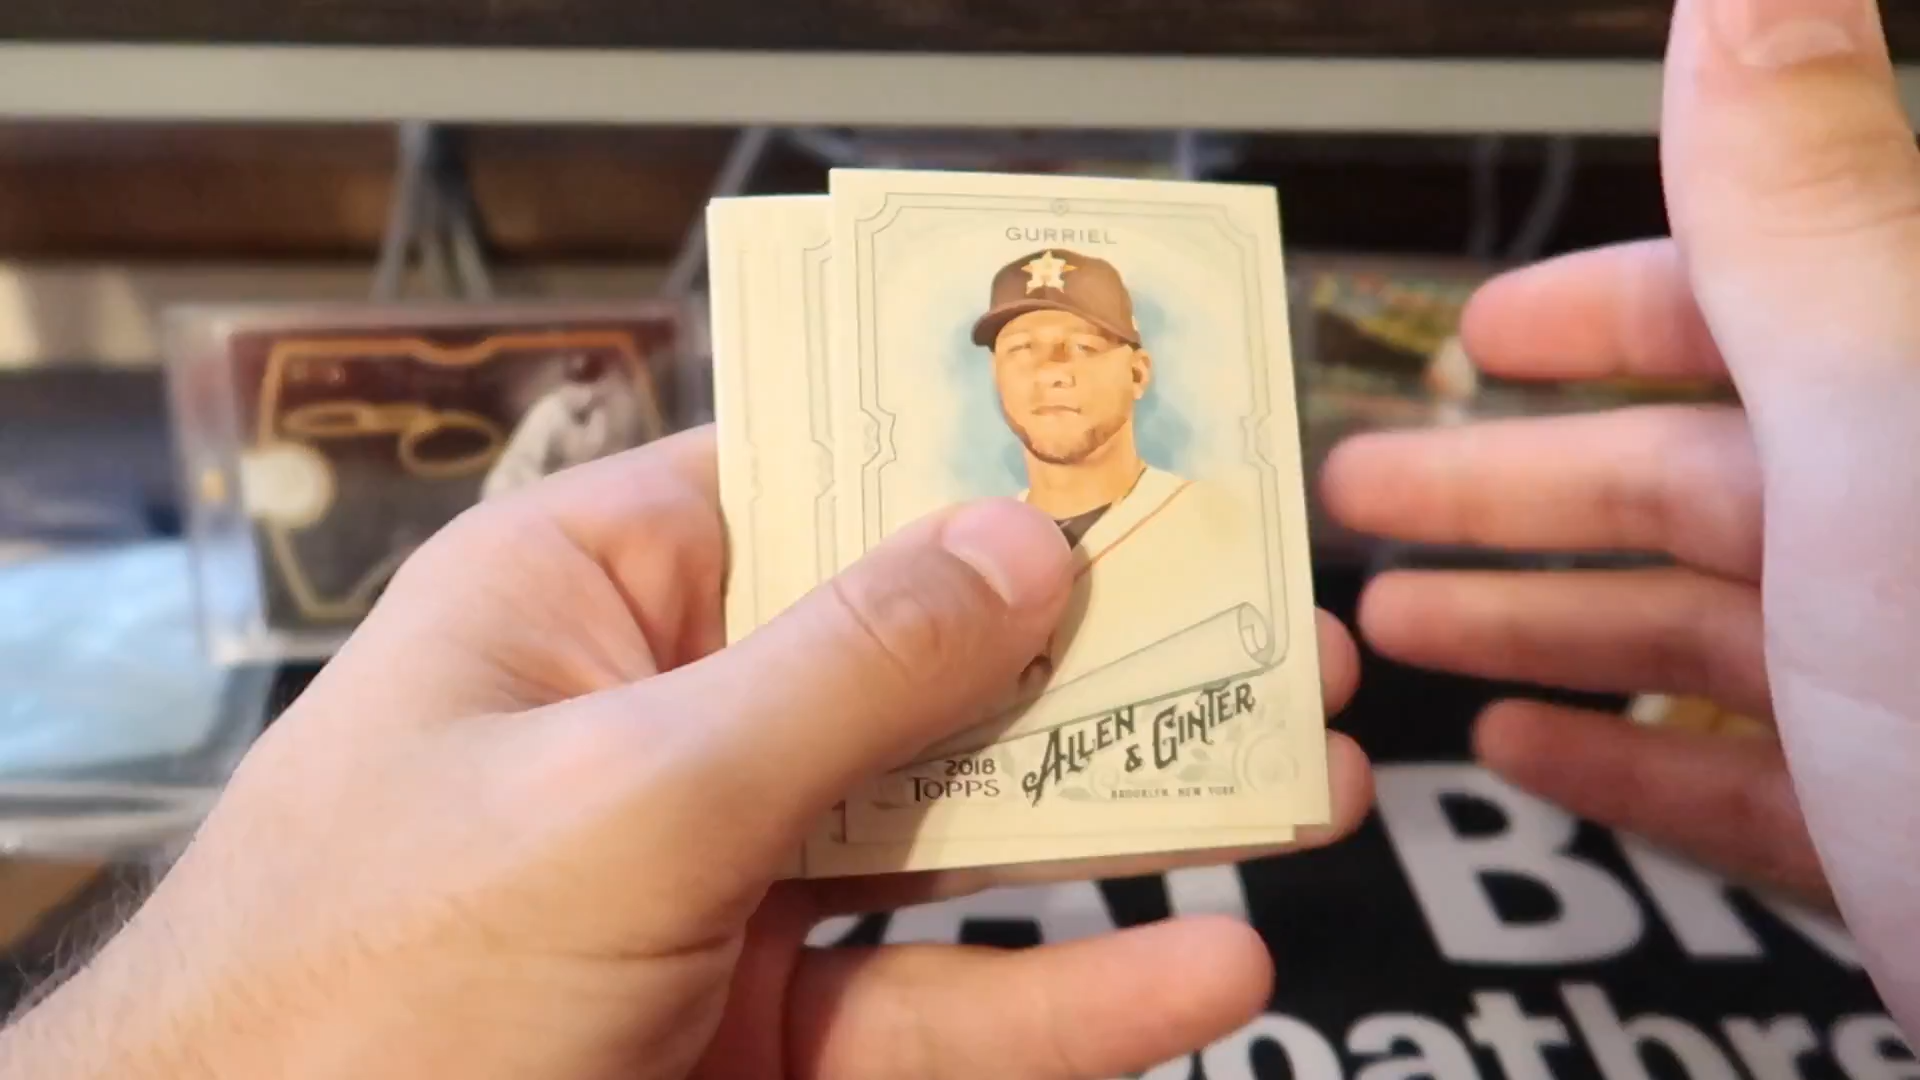 GURRIEL
ALLEN
& GINTER
2018
TOPPS
BROOKLYN, NEW YORK